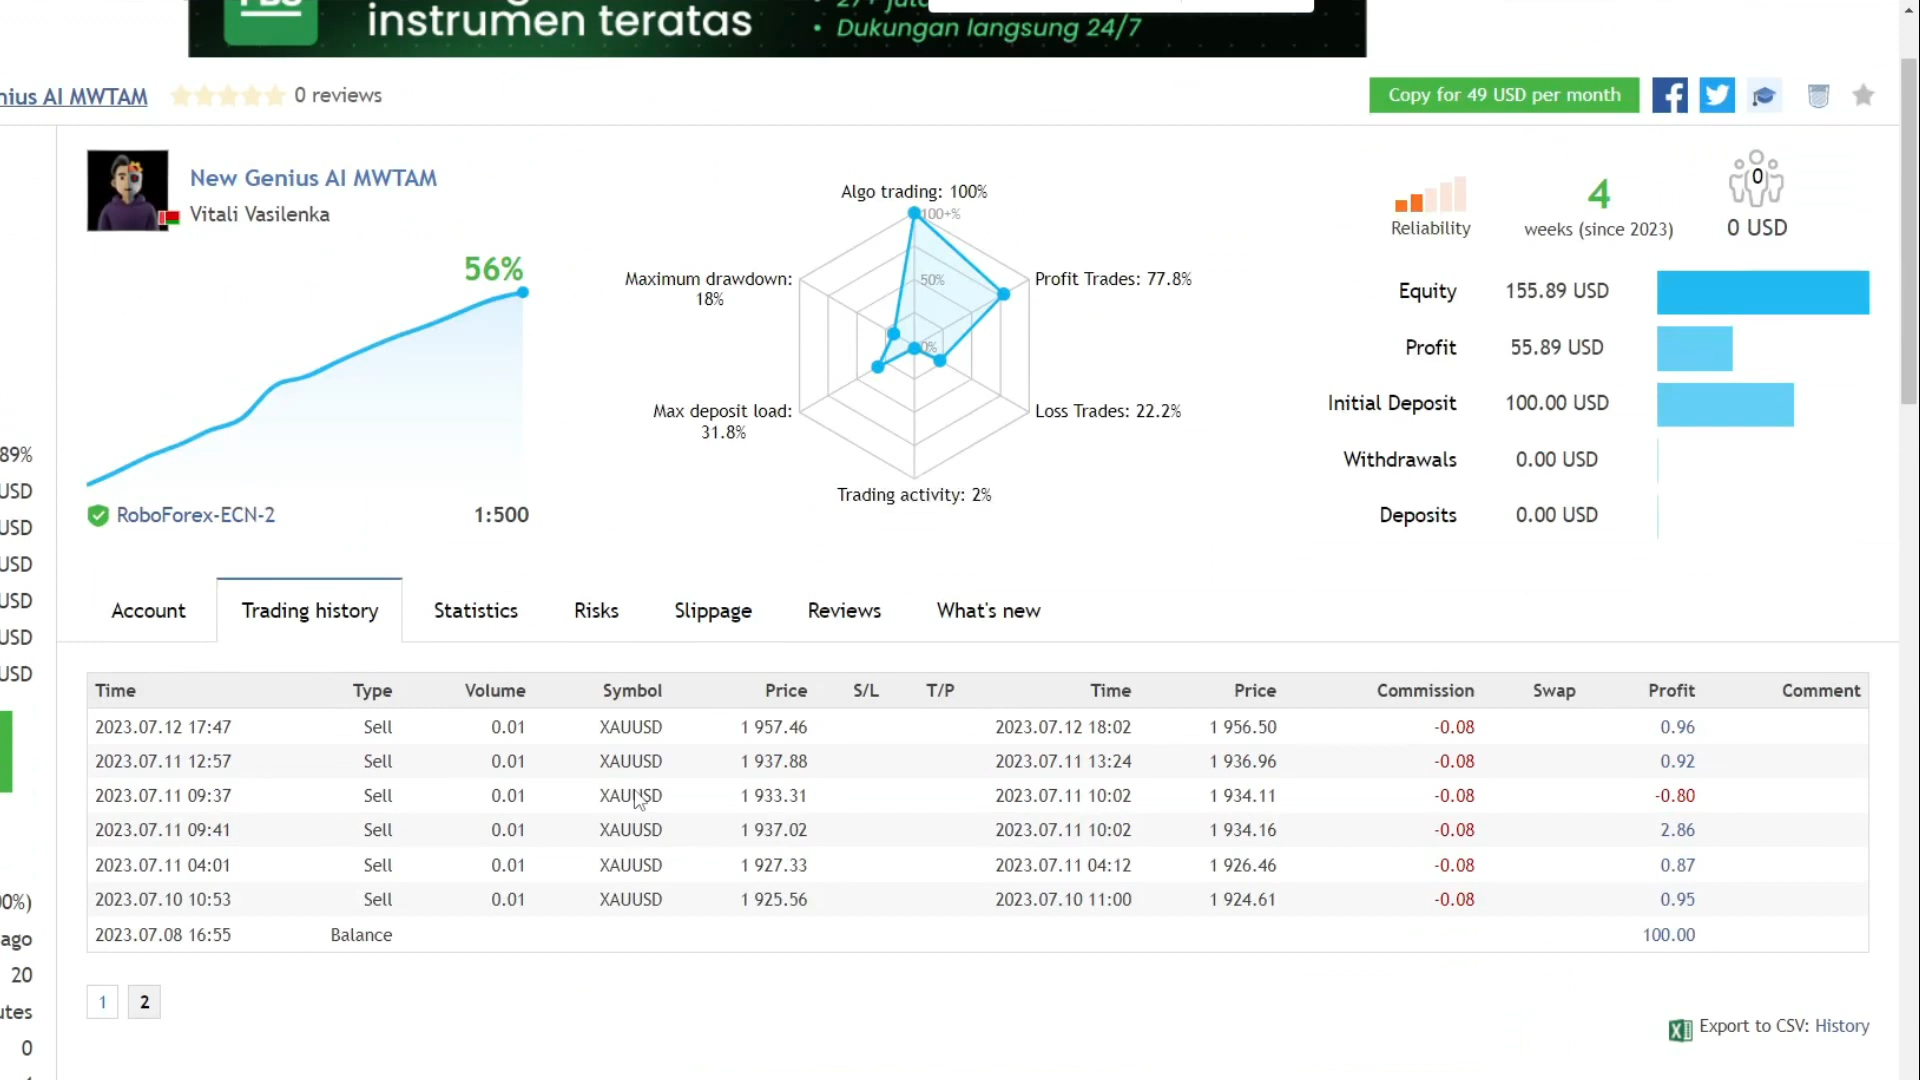 instrumen teratas
Dukungan langsung 24/7
nius AI MWTAM
0 reviews
Copy for 49 USD per month
New Genius AI MWTAM
Vitali Vasilenka
56%
RoboForex-ECN-2
1:500
Algo trading: 100%
100+%
Maximum drawdown:
18%
50%
Profit Trades: 77.8%
0%
Max deposit load:
31.8%
Loss Trades: 22.2%
Trading activity: 2%
Reliability
4
weeks (since 2023)
0
0 USD
Equity 155.89 USD
Profit 55.89 USD
Initial Deposit 100.00 USD
Withdrawals 0.00 USD
Deposits 0.00 USD
89%
USD
USD
USD
USD
USD
USD
00%)
ago
20
utes
0
Account Trading history Statistics Risks Slippage Reviews What's new
Time Type Volume Symbol Price S/L T/P Time Price Commission Swap Profit Comment
2023.07.12 17:47 Sell 0.01 XAUUSD 1 957.46 2023.07.12 18:02 1 956.50 -0.08 0.96
2023.07.11 12:57 Sell 0.01 XAUUSD 1 937.88 2023.07.11 13:24 1 936.96 -0.08 0.92
2023.07.11 09:37 Sell 0.01 XAUUSD 1 933.31 2023.07.11 10:02 1 934.11 -0.08 -0.80
2023.07.11 09:41 Sell 0.01 XAUUSD 1 937.02 2023.07.11 10:02 1 934.16 -0.08 2.86
2023.07.11 04:01 Sell 0.01 XAUUSD 1 927.33 2023.07.11 04:12 1 926.46 -0.08 0.87
2023.07.10 10:53 Sell 0.01 XAUUSD 1 925.56 2023.07.10 11:00 1 924.61 -0.08 0.95
2023.07.08 16:55 Balance 100.00
1 2
Export to CSV: History